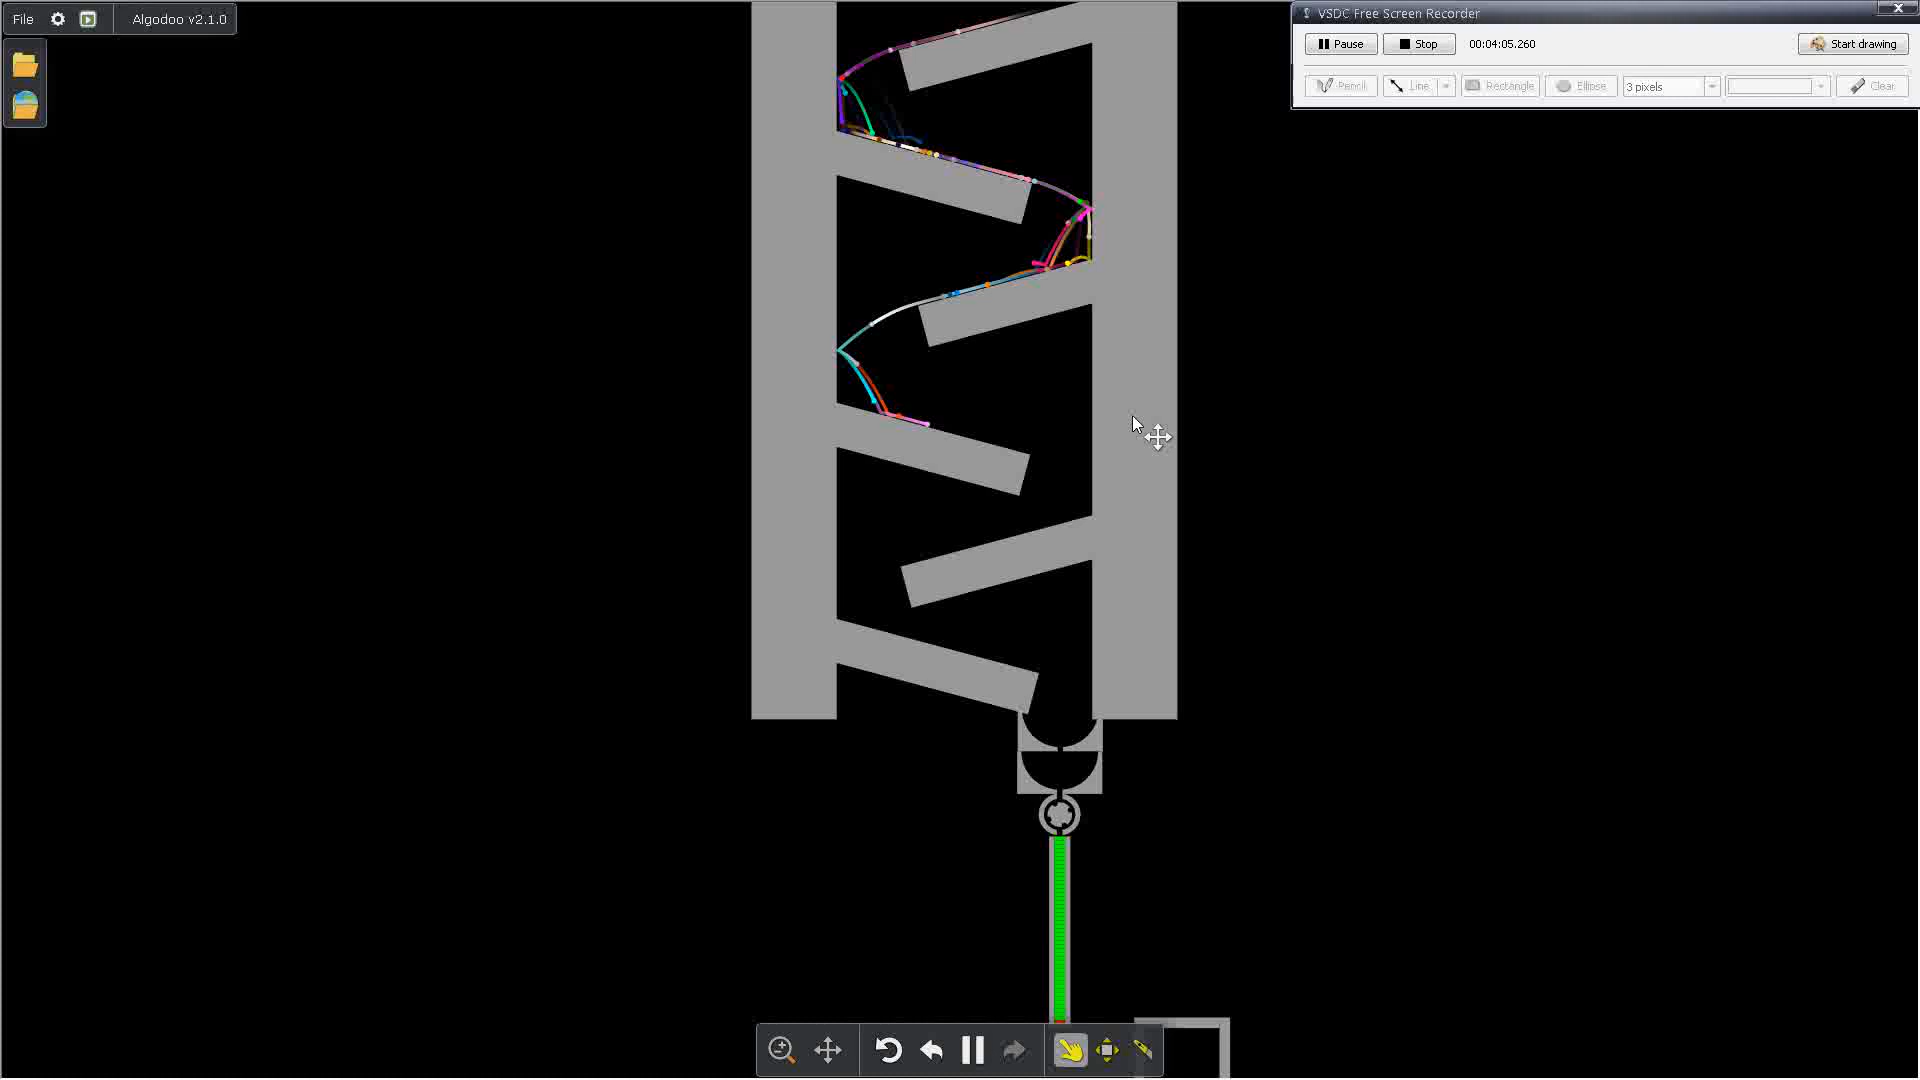 File
Algodoo v2.1.0
VSDC Free Screen Recorder
Pause
Stop
00:04:05.260
Start drawing
Pencil
Line
Rectangle
Ellipse
3 pixels
Clear